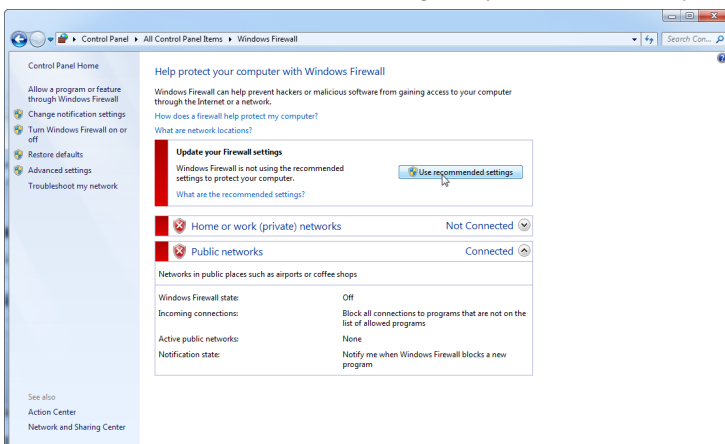 Control Panel ▸ All Control Panel Items ▸ Windows Firewall
Search Con...
Control Panel Home
Allow a program or feature
through Windows Firewall
Change notification settings
Turn Windows Firewall on or
off
Restore defaults
Advanced settings
Troubleshoot my network
See also
Action Center
Network and Sharing Center
Help protect your computer with Windows Firewall
Windows Firewall can help prevent hackers or malicious software from gaining access to your computer
through the Internet or a network.
How does a firewall help protect my computer?
What are network locations?
Update your Firewall settings
Windows Firewall is not using the recommended
settings to protect your computer.
What are the recommended settings?
Use recommended settings
Home or work (private) networks Not Connected
Public networks Connected
Networks in public places such as airports or coffee shops
Windows Firewall state: Off
Incoming connections: Block all connections to programs that are not on the
list of allowed programs
Active public networks: None
Notification state: Notify me when Windows Firewall blocks a new
program